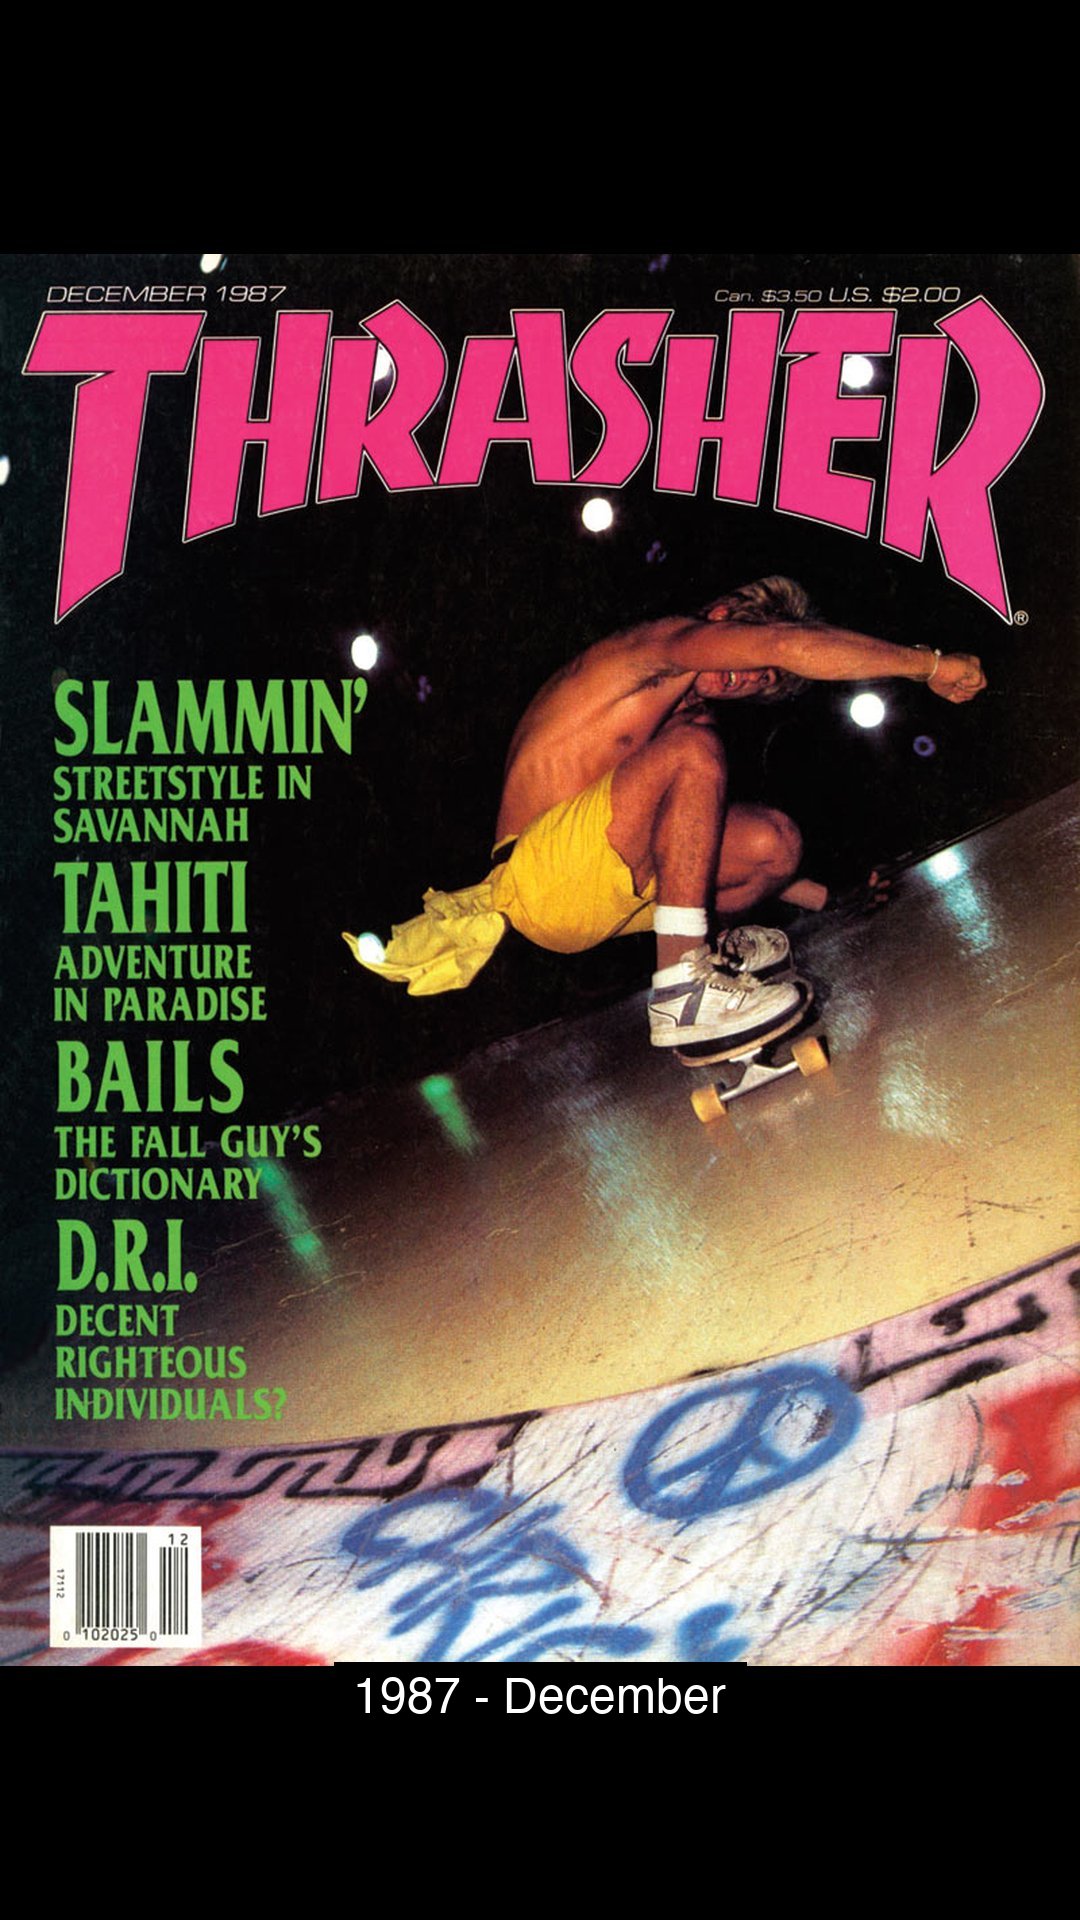 DECEMBER 1987
Can. $3.50 U.S. $2.00
THRASHER®
SLAMMIN'
STREETSTYLE IN
SAVANNAH
TAHITI
ADVENTURE
IN PARADISE
BAILS
THE FALL GUY'S
DICTIONARY
D.R.I.
DECENT
RIGHTEOUS
INDIVIDUALS?
12
17112
0 102025 0
1987 - December